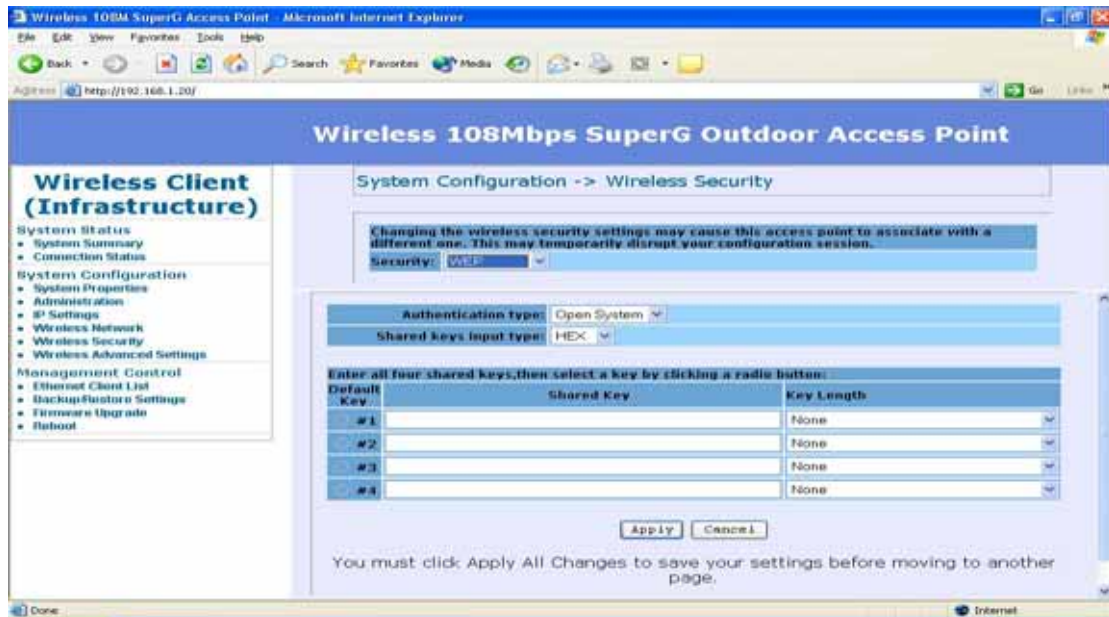 Wireless 108M SuperG Access Point - Microsoft Internet Explorer
File Edit View Favorites Tools Help
Back Search Favorites Media
Address http://192.168.1.20/ Go Links
Wireless 108Mbps SuperG Outdoor Access Point
Wireless Client
(Infrastructure)
System Status
System Summary
Connection Status
System Configuration
System Properties
Administration
IP Settings
Wireless Network
Wireless Security
Wireless Advanced Settings
Management Control
Ethernet Client List
Backup/Restore Settings
Firmware Upgrade
Reboot
System Configuration -> Wireless Security
Changing the wireless security settings may cause this access point to associate with a
different one. This may temporarily disrupt your configuration session.
Security: WEP
Authentication type: Open System
Shared keys input type: HEX
Enter all four shared keys,then select a key by clicking a radio button:
Default Key Shared Key Key Length
#1 None
#2 None
#3 None
#4 None
Apply Cancel
You must click Apply All Changes to save your settings before moving to another
page.
Done Internet